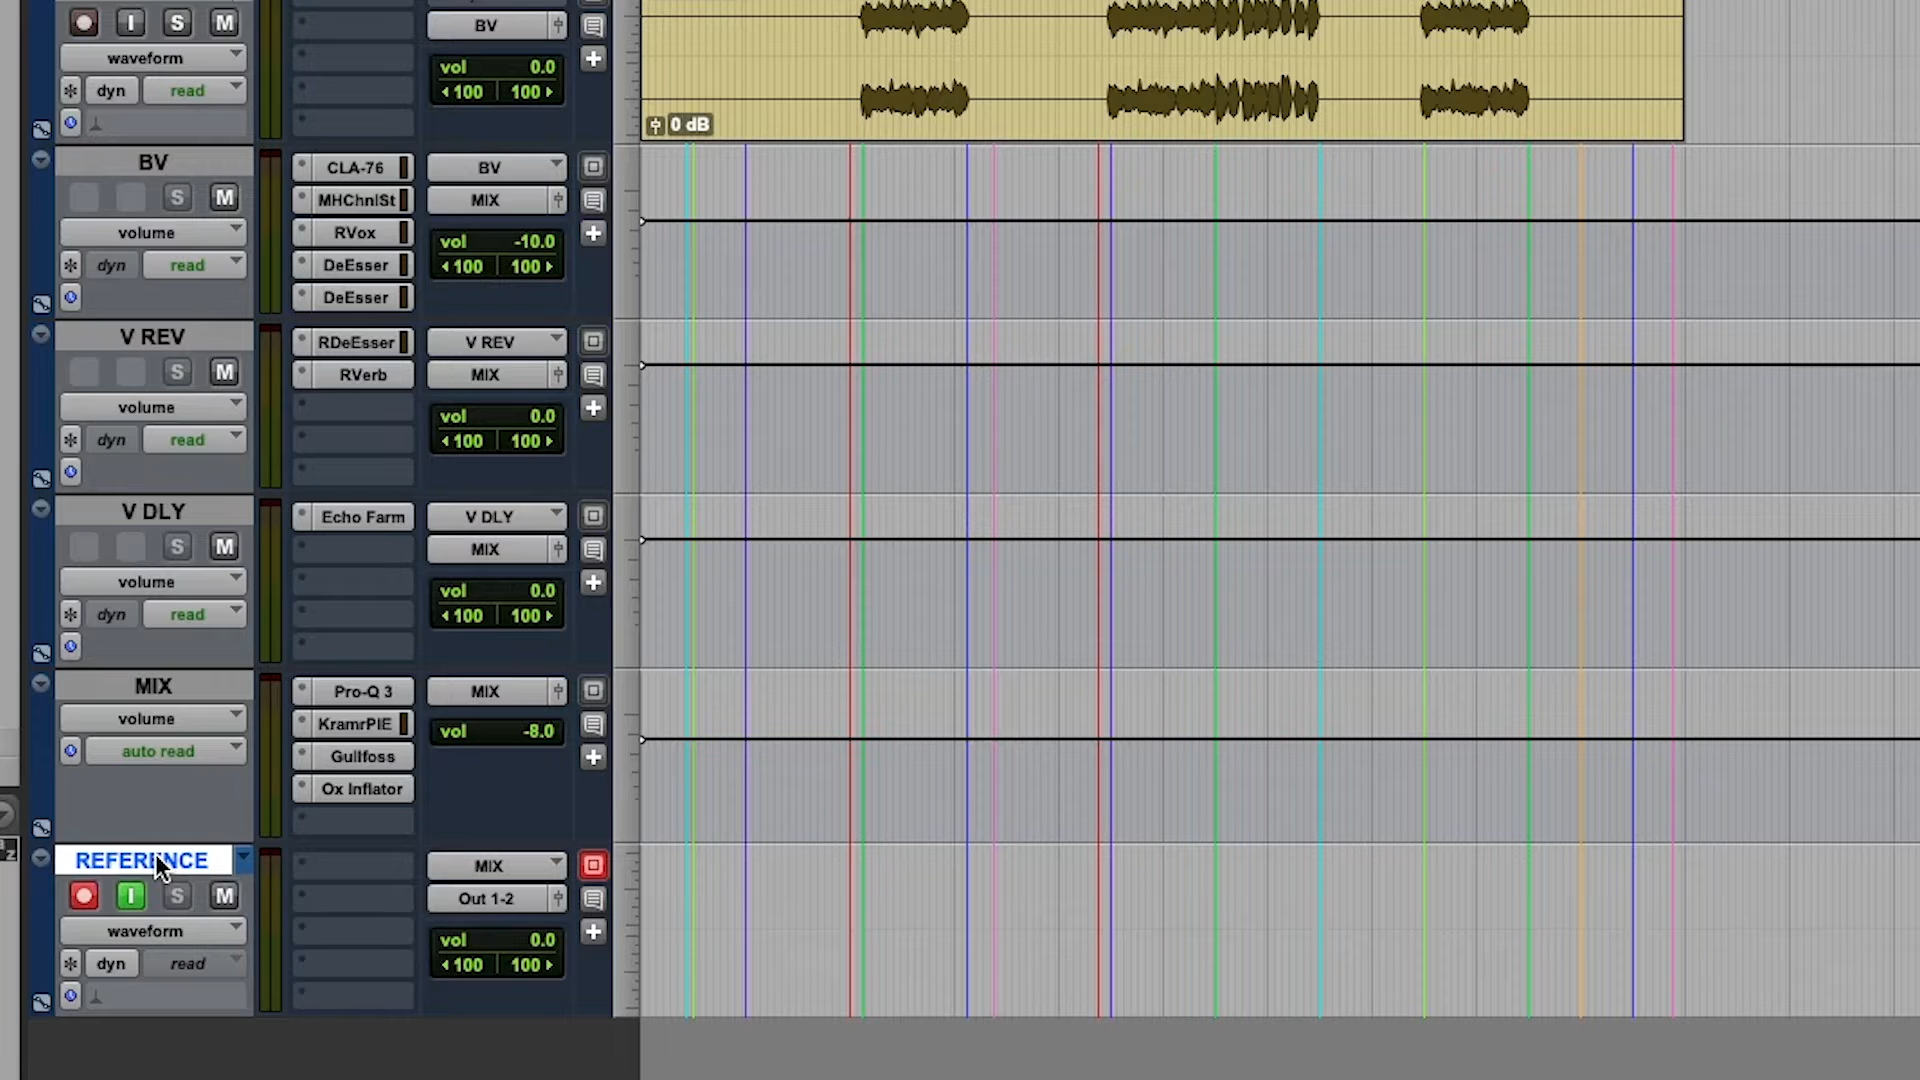 I S M
BV
waveform
vol 0.0
dyn read
100 100
0 dB
BV
CLA-76
BV
S M
MHChnlSt
MIX
volume
RVox
vol -10.0
dyn read
DeEsser
100 100
DeEsser
V REV
RDeEsser
V REV
S M
RVerb
MIX
volume
vol 0.0
dyn read
100 100
V DLY
Echo Farm
V DLY
S M
MIX
volume
vol 0.0
dyn read
100 100
MIX
Pro-Q 3
MIX
volume
KramrPIE
vol -8.0
auto read
Gullfoss
Ox Inflator
z
REFERENCE
MIX
I S M
Out 1-2
waveform
vol 0.0
dyn read
100 100